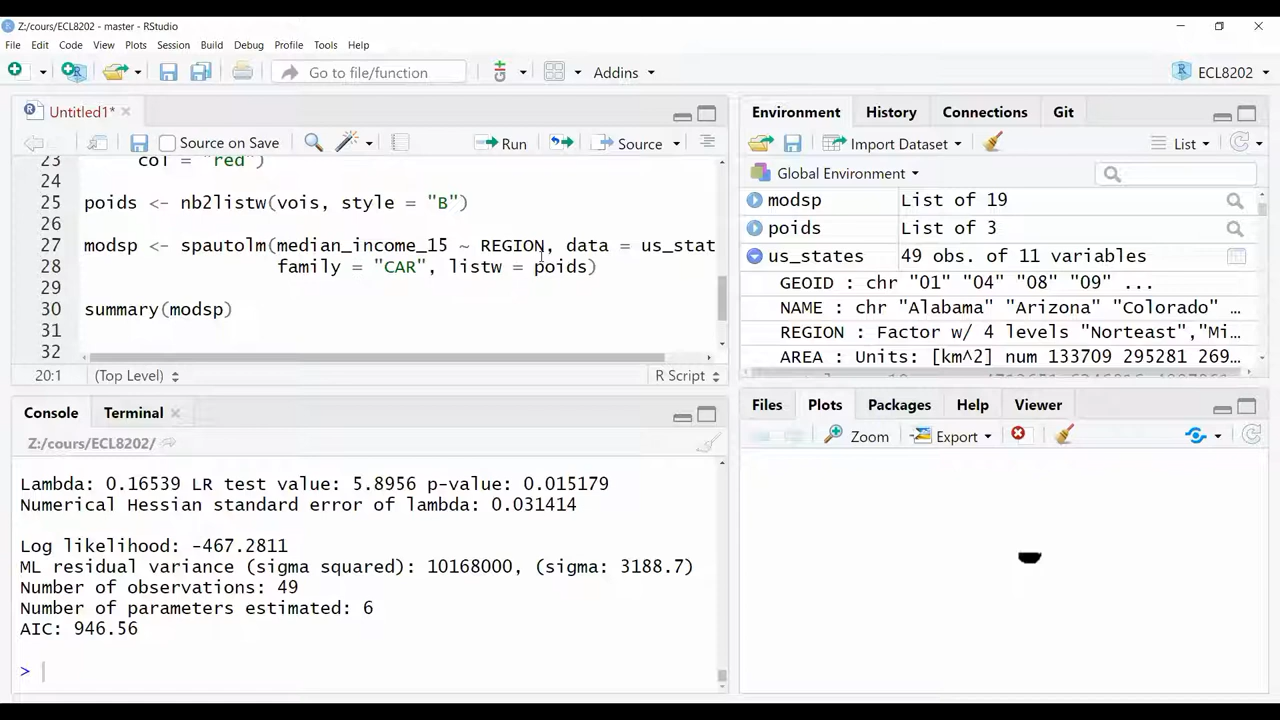 Z:/cours/ECL8202 - master - RStudio
File Edit Code View Plots Session Build Debug Profile Tools Help
Go to file/function Addins ECL8202
Untitled1*
Source on Save Run Source
23 col = "red")
24
25 poids <- nb2listw(vois, style = "B")
26
27 modsp <- spautolm(median_income_15 ~ REGION, data = us_stat
28 family = "CAR", listw = poids)
29
30 summary(modsp)
31
32
20:1 (Top Level) R Script
Console Terminal
Z:/cours/ECL8202/
Lambda: 0.16539 LR test value: 5.8956 p-value: 0.015179
Numerical Hessian standard error of lambda: 0.031414
Log likelihood: -467.2811
ML residual variance (sigma squared): 10168000, (sigma: 3188.7)
Number of observations: 49
Number of parameters estimated: 6
AIC: 946.56
>
Environment History Connections Git
Import Dataset List
Global Environment
modsp List of 19
poids List of 3
us_states 49 obs. of 11 variables
GEOID : chr "01" "04" "08" "09" ...
NAME : chr "Alabama" "Arizona" "Colorado" …
REGION : Factor w/ 4 levels "Norteast","Mi…
AREA : Units: [km^2] num 133709 295281 269…
Files Plots Packages Help Viewer
Zoom Export